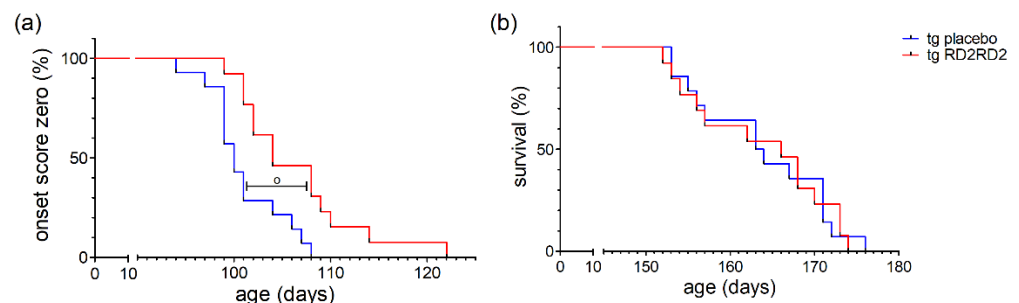 (a)
onset score zero (%)
100
50
0
0 10 100 110 120
age (days)
o
(b)
survival (%)
100
50
0
0 10 150 160 170 180
age (days)
tg placebo
tg RD2RD2